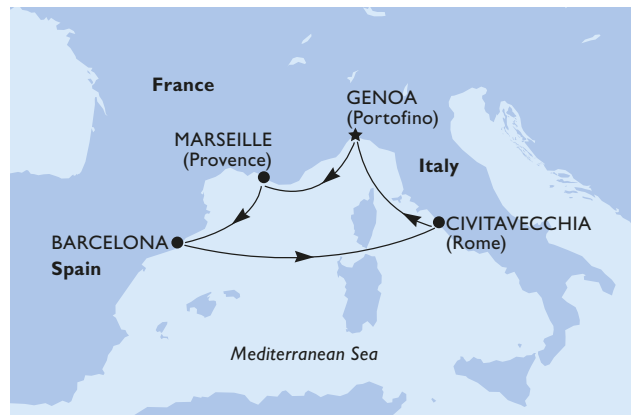 France
GENOA
(Portofino)
MARSEILLE
(Provence)
Italy
CIVITAVECCHIA
(Rome)
BARCELONA
Spain
Mediterranean Sea